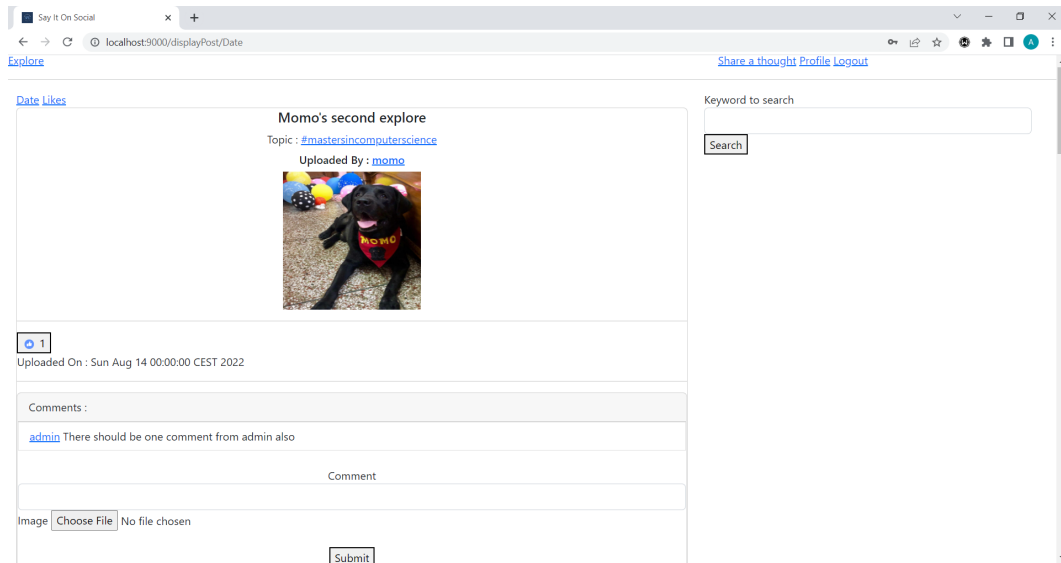 Say It On Social
localhost:9000/displayPost/Date
A
Explore
Share a thought Profile Logout
Date Likes
Keyword to search
Search
Momo's second explore
Topic : #mastersincomputerscience
Uploaded By : momo
MOMO
1
Uploaded On : Sun Aug 14 00:00:00 CEST 2022
Comments :
admin There should be one comment from admin also
Comment
Image Choose File No file chosen
Submit